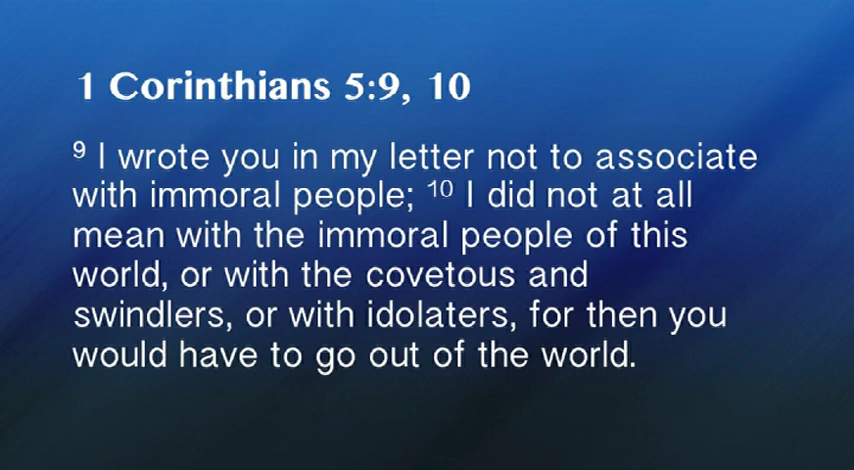 1 Corinthians 5:9, 10
⁹ I wrote you in my letter not to associate
with immoral people; ¹⁰ I did not at all
mean with the immoral people of this
world, or with the covetous and
swindlers, or with idolaters, for then you
would have to go out of the world.